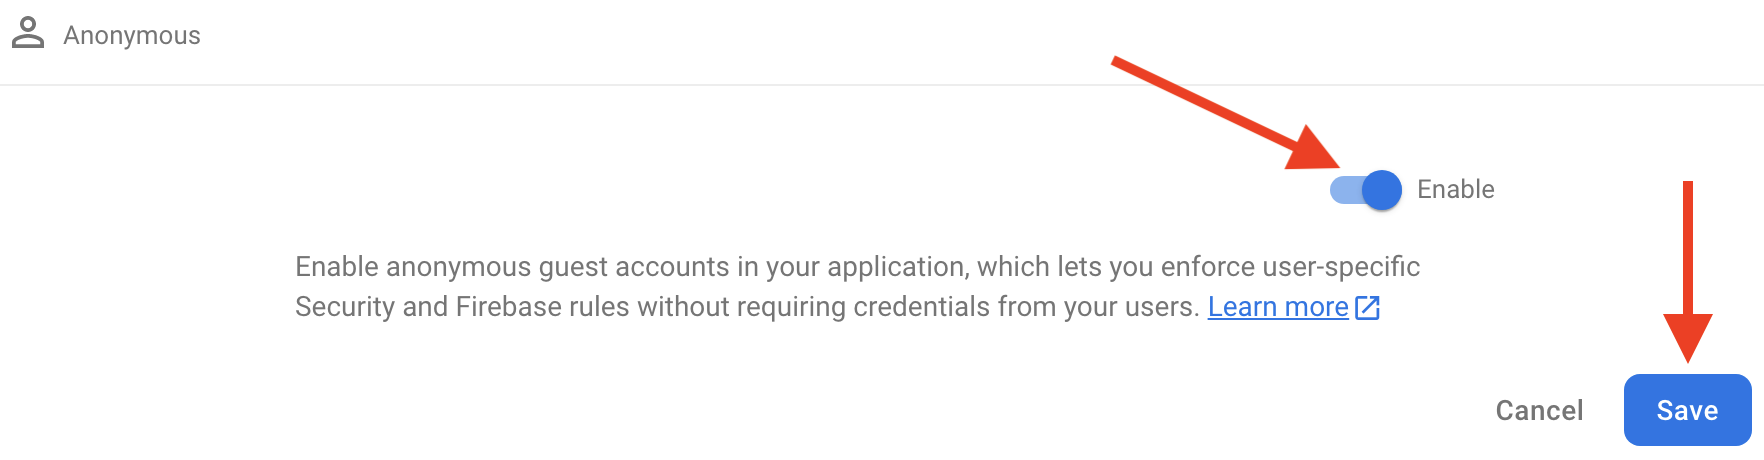 Anonymous
Enable
Enable anonymous guest accounts in your application, which lets you enforce user-specific
Security and Firebase rules without requiring credentials from your users. Learn more
Cancel
Save